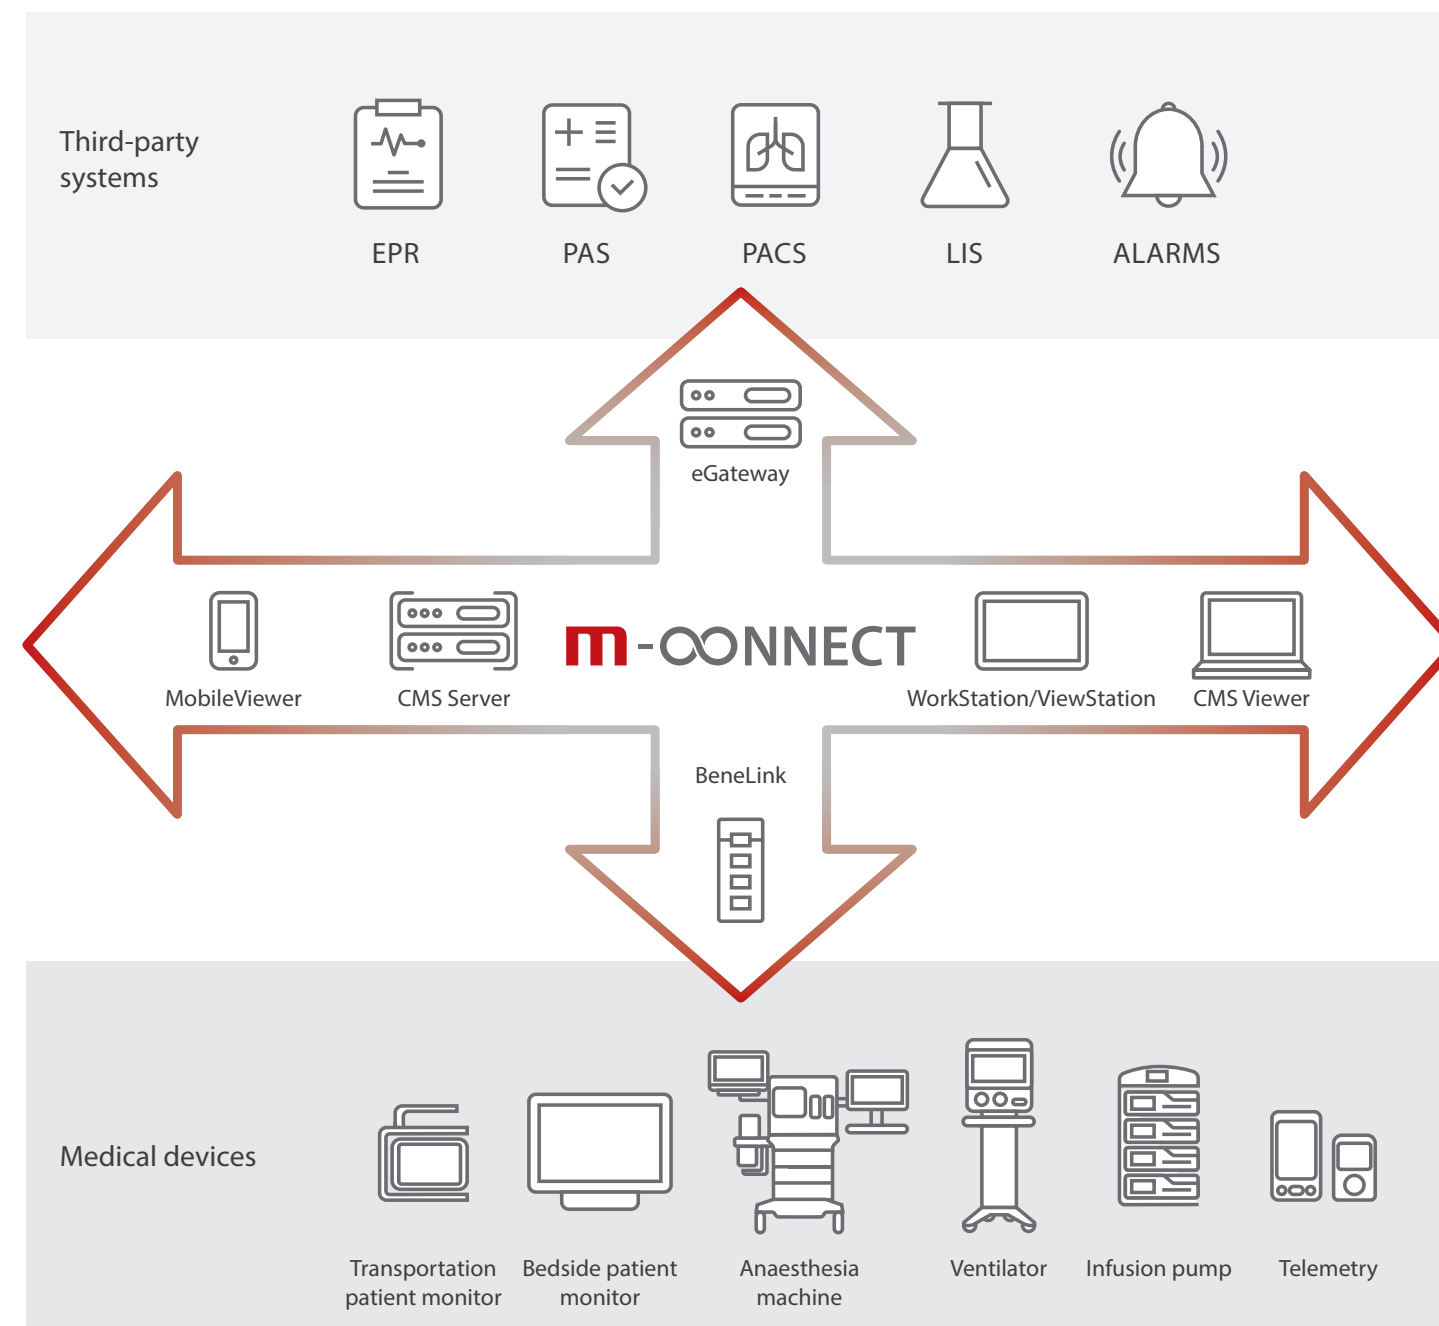 Third-party
systems
EPR
PAS
PACS
LIS
ALARMS
eGateway
MobileViewer
CMS Server
m-CONNECT
WorkStation/ViewStation
CMS Viewer
BeneLink
Medical devices
Transportation
patient monitor
Bedside patient
monitor
Anaesthesia
machine
Ventilator
Infusion pump
Telemetry